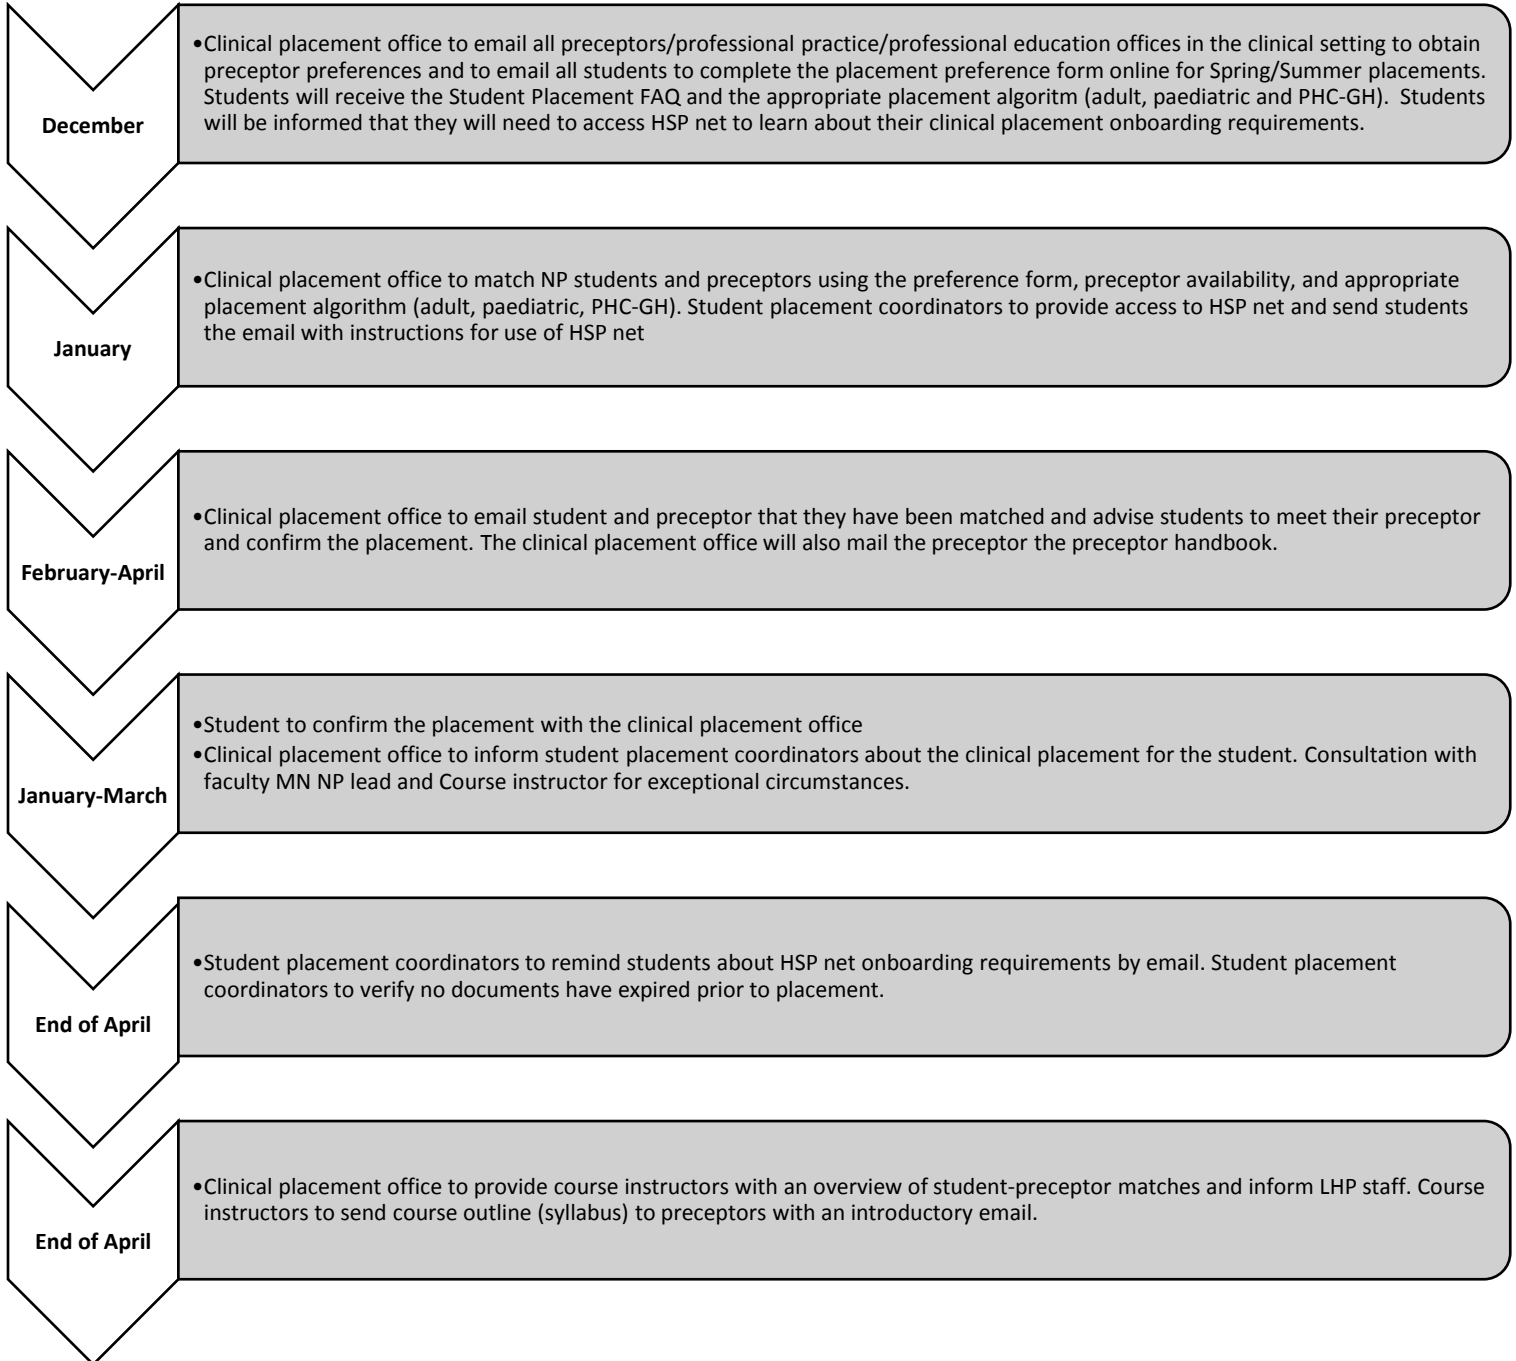 December
•Clinical placement office to email all preceptors/professional practice/professional education offices in the clinical setting to obtain
preceptor preferences and to email all students to complete the placement preference form online for Spring/Summer placements.
Students will receive the Student Placement FAQ and the appropriate placement algoritm (adult, paediatric and PHC-GH). Students
will be informed that they will need to access HSP net to learn about their clinical placement onboarding requirements.
January
•Clinical placement office to match NP students and preceptors using the preference form, preceptor availability, and appropriate
placement algorithm (adult, paediatric, PHC-GH). Student placement coordinators to provide access to HSP net and send students
the email with instructions for use of HSP net
February-April
•Clinical placement office to email student and preceptor that they have been matched and advise students to meet their preceptor
and confirm the placement. The clinical placement office will also mail the preceptor the preceptor handbook.
January-March
•Student to confirm the placement with the clinical placement office
•Clinical placement office to inform student placement coordinators about the clinical placement for the student. Consultation with
faculty MN NP lead and Course instructor for exceptional circumstances.
End of April
•Student placement coordinators to remind students about HSP net onboarding requirements by email. Student placement
coordinators to verify no documents have expired prior to placement.
End of April
•Clinical placement office to provide course instructors with an overview of student-preceptor matches and inform LHP staff. Course
instructors to send course outline (syllabus) to preceptors with an introductory email.